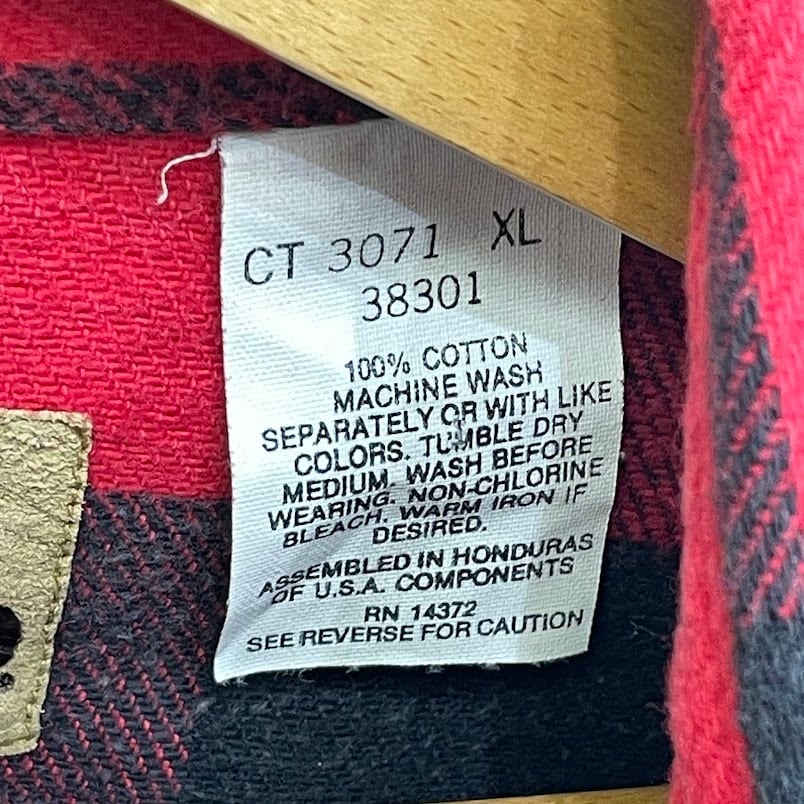 CT 3071 XL
38301
100% COTTON
MACHINE WASH
SEPARATELY OR WITH LIKE
COLORS. TUMBLE DRY
MEDIUM. WASH BEFORE
WEARING. NON-CHLORINE
BLEACH. WARM IRON IF
DESIRED.
ASSEMBLED IN HONDURAS
OF U.S.A. COMPONENTS
RN 14372
SEE REVERSE FOR CAUTION